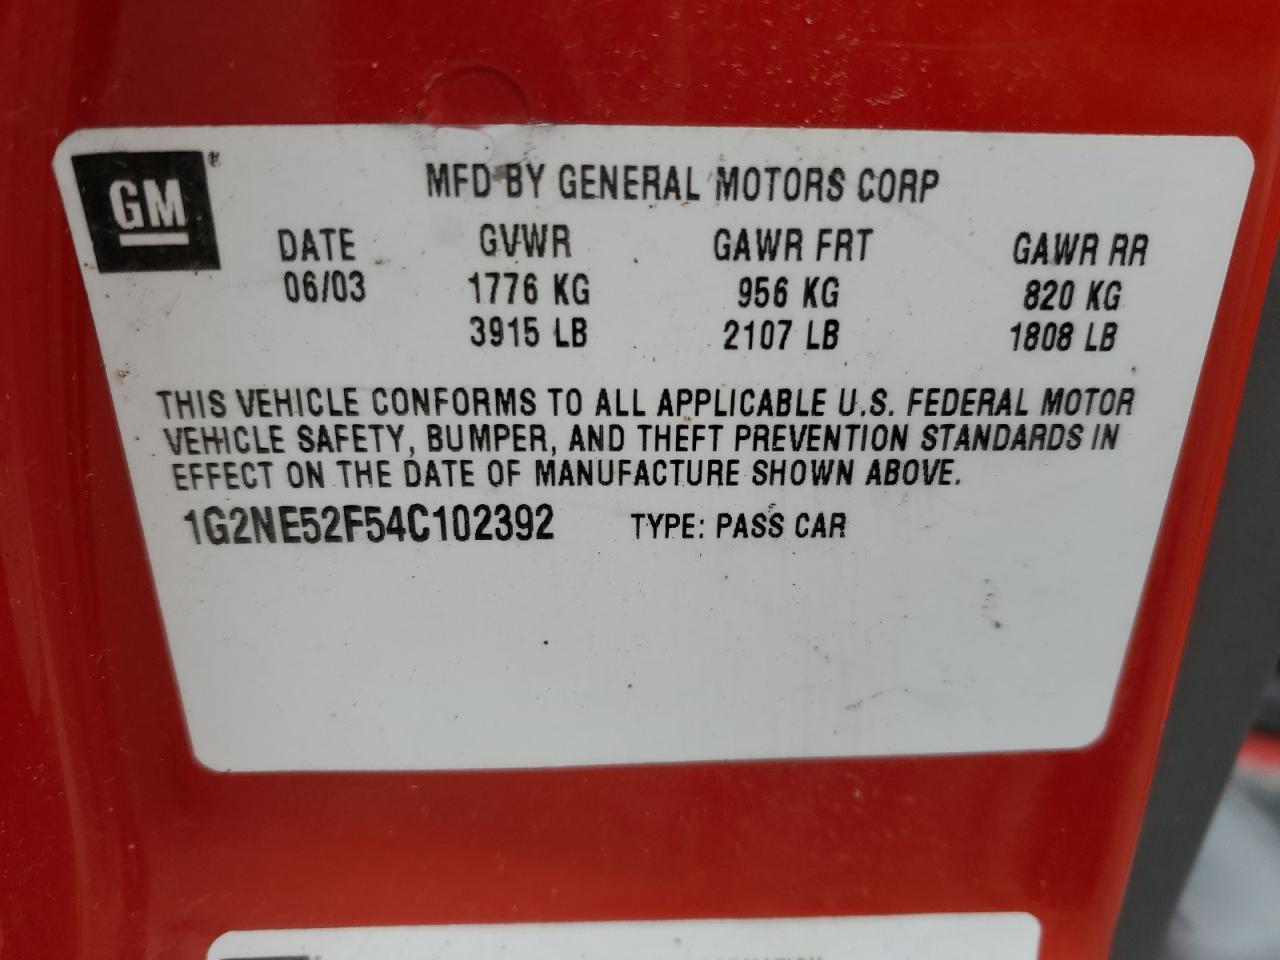 GM®
MFD BY GENERAL MOTORS CORP
DATE GVWR GAWR FRT GAWR RR
06/03 1776 KG 956 KG 820 KG
3915 LB 2107 LB 1808 LB
THIS VEHICLE CONFORMS TO ALL APPLICABLE U.S. FEDERAL MOTOR
VEHICLE SAFETY, BUMPER, AND THEFT PREVENTION STANDARDS IN
EFFECT ON THE DATE OF MANUFACTURE SHOWN ABOVE.
1G2NE52F54C102392 TYPE: PASS CAR